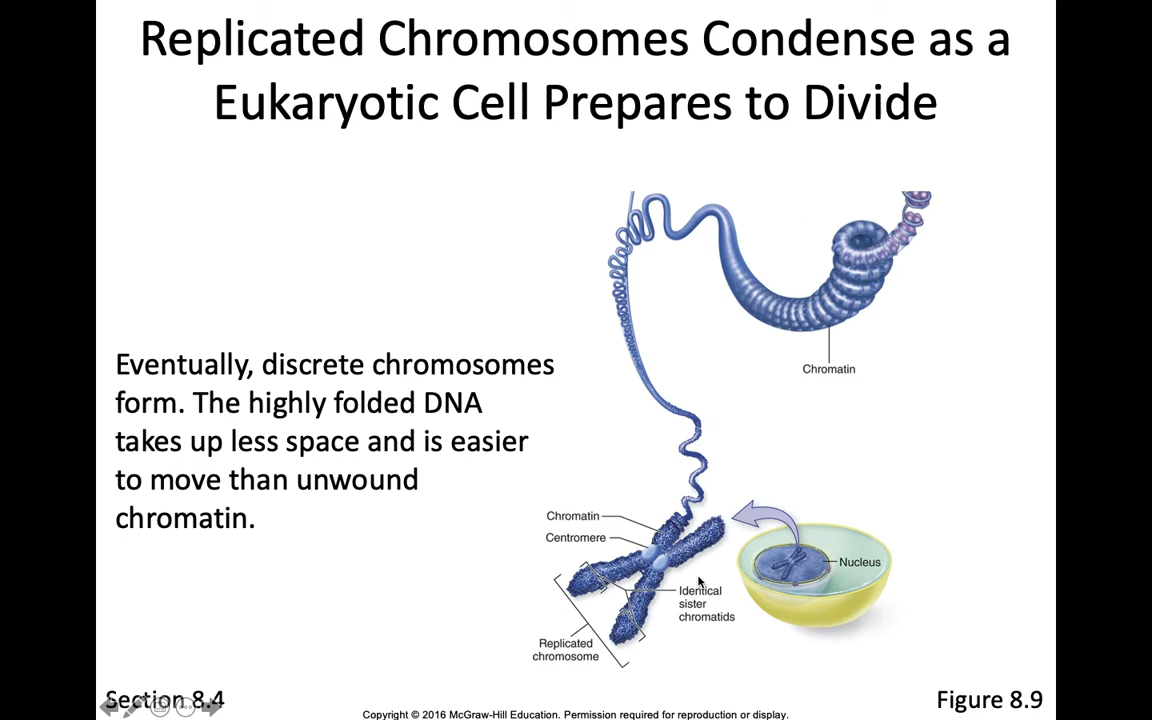 Replicated Chromosomes Condense as a
Eukaryotic Cell Prepares to Divide
Chromatin
Eventually, discrete chromosomes
form. The highly folded DNA
takes up less space and is easier
to move than unwound
chromatin.
Chromatin
Centromere
Nucleus
Identical
sister
chromatids
Replicated
chromosome
Section 8.4
Figure 8.9
Copyright © 2016 McGraw-Hill Education. Permission required for reproduction or display.